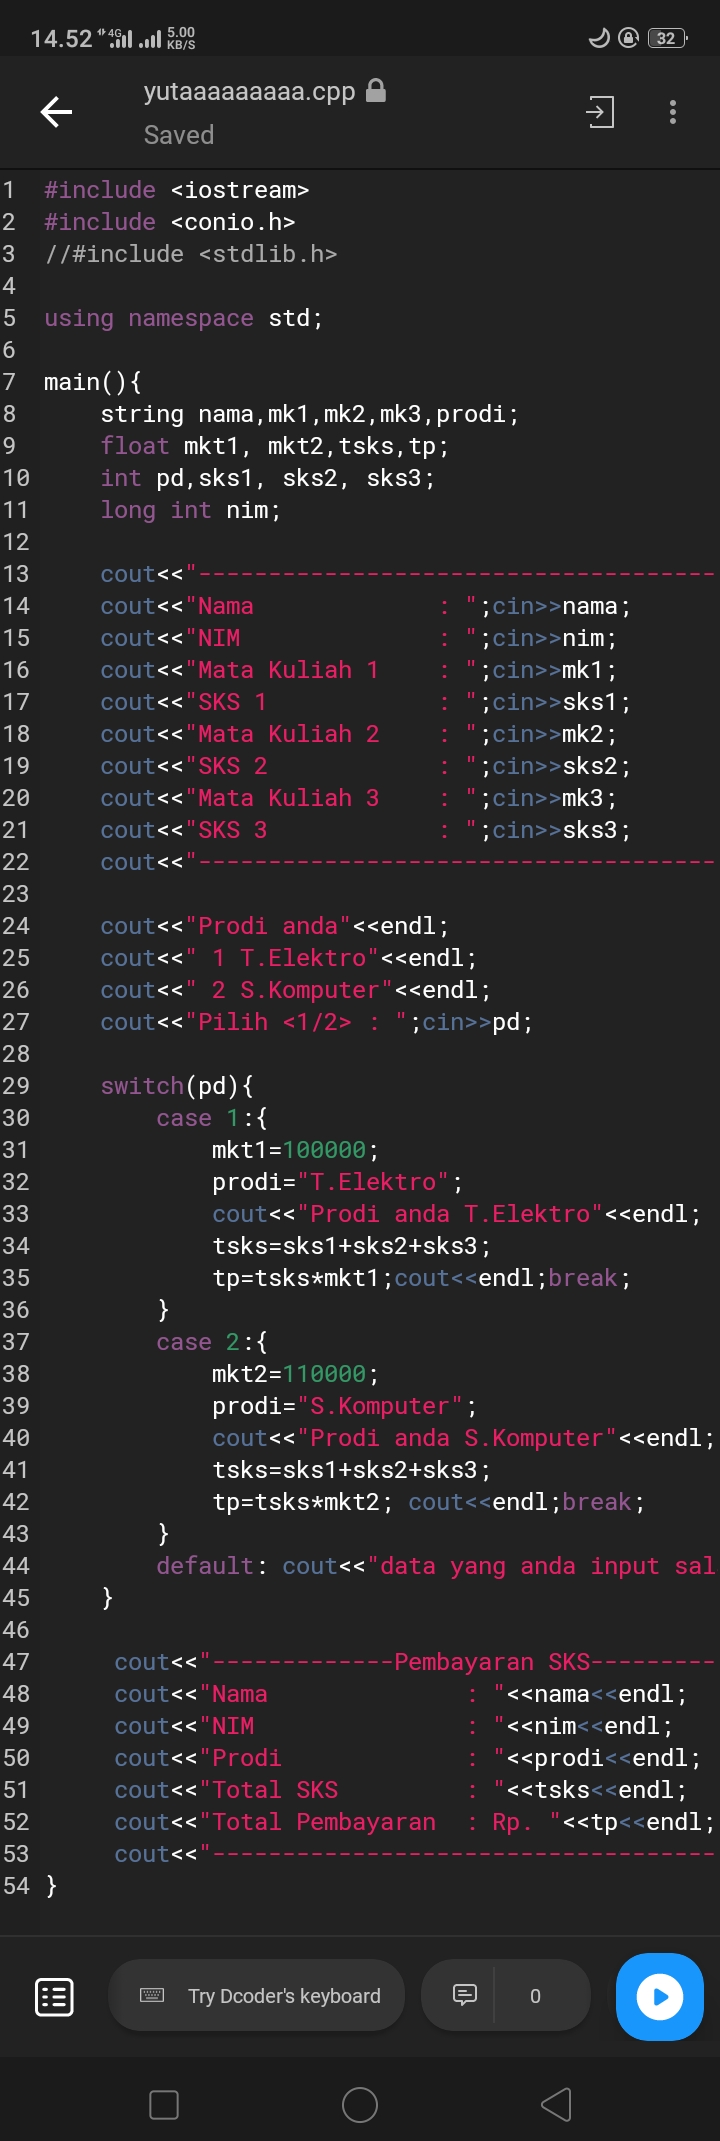 14.52 4G 5.00 KB/S 32
yutaaaaaaaaa.cpp
Saved
1 #include <iostream>
2 #include <conio.h>
3 //#include <stdlib.h>
4
5 using namespace std;
6
7 main(){
8     string nama,mk1,mk2,mk3,prodi;
9     float mkt1, mkt2,tsks,tp;
10     int pd,sks1, sks2, sks3;
11     long int nim;
12
13     cout<<"-------------------------------------
14     cout<<"Nama             : ";cin>>nama;
15     cout<<"NIM              : ";cin>>nim;
16     cout<<"Mata Kuliah 1    : ";cin>>mk1;
17     cout<<"SKS 1            : ";cin>>sks1;
18     cout<<"Mata Kuliah 2    : ";cin>>mk2;
19     cout<<"SKS 2            : ";cin>>sks2;
20     cout<<"Mata Kuliah 3    : ";cin>>mk3;
21     cout<<"SKS 3            : ";cin>>sks3;
22     cout<<"-------------------------------------
23
24     cout<<"Prodi anda"<<endl;
25     cout<<" 1 T.Elektro"<<endl;
26     cout<<" 2 S.Komputer"<<endl;
27     cout<<"Pilih <1/2> : ";cin>>pd;
28
29     switch(pd){
30         case 1:{
31             mkt1=100000;
32             prodi="T.Elektro";
33             cout<<"Prodi anda T.Elektro"<<endl;
34             tsks=sks1+sks2+sks3;
35             tp=tsks*mkt1;cout<<endl;break;
36         }
37         case 2:{
38             mkt2=110000;
39             prodi="S.Komputer";
40             cout<<"Prodi anda S.Komputer"<<endl;
41             tsks=sks1+sks2+sks3;
42             tp=tsks*mkt2; cout<<endl;break;
43         }
44         default: cout<<"data yang anda input sal
45     }
46
47      cout<<"-------------Pembayaran SKS---------
48      cout<<"Nama              : "<<nama<<endl;
49      cout<<"NIM               : "<<nim<<endl;
50      cout<<"Prodi             : "<<prodi<<endl;
51      cout<<"Total SKS         : "<<tsks<<endl;
52      cout<<"Total Pembayaran  : Rp. "<<tp<<endl;
53      cout<<"------------------------------------
54 }
Try Dcoder's keyboard 0